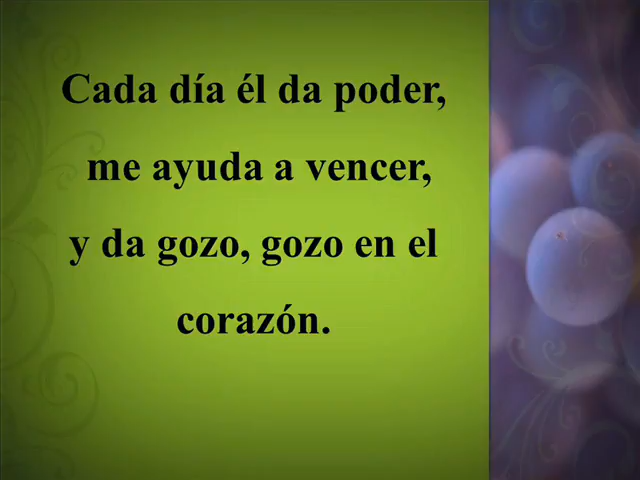 Cada día él da poder,
me ayuda a vencer,
y da gozo, gozo en el
corazón.